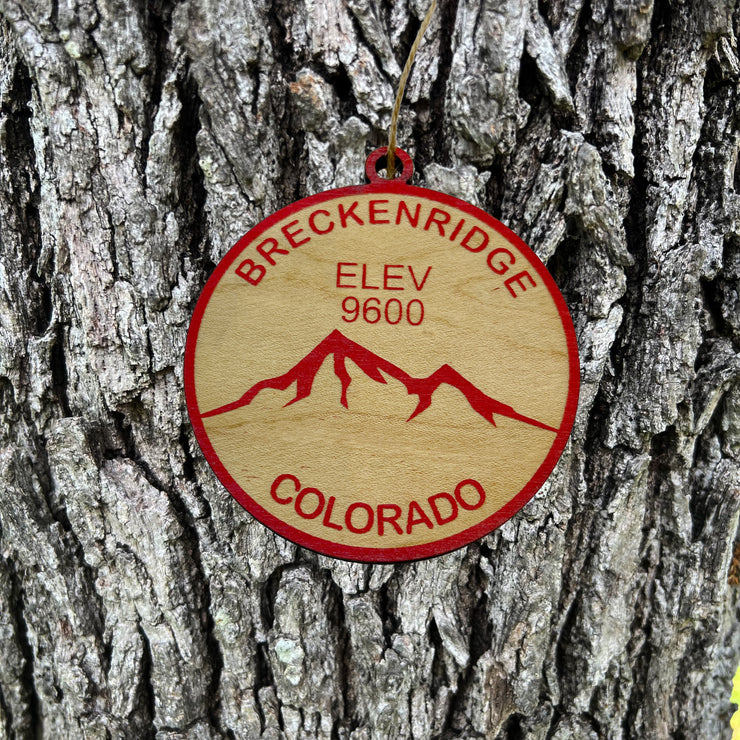 BRECKENRIDGE
ELEV
9600
COLORADO